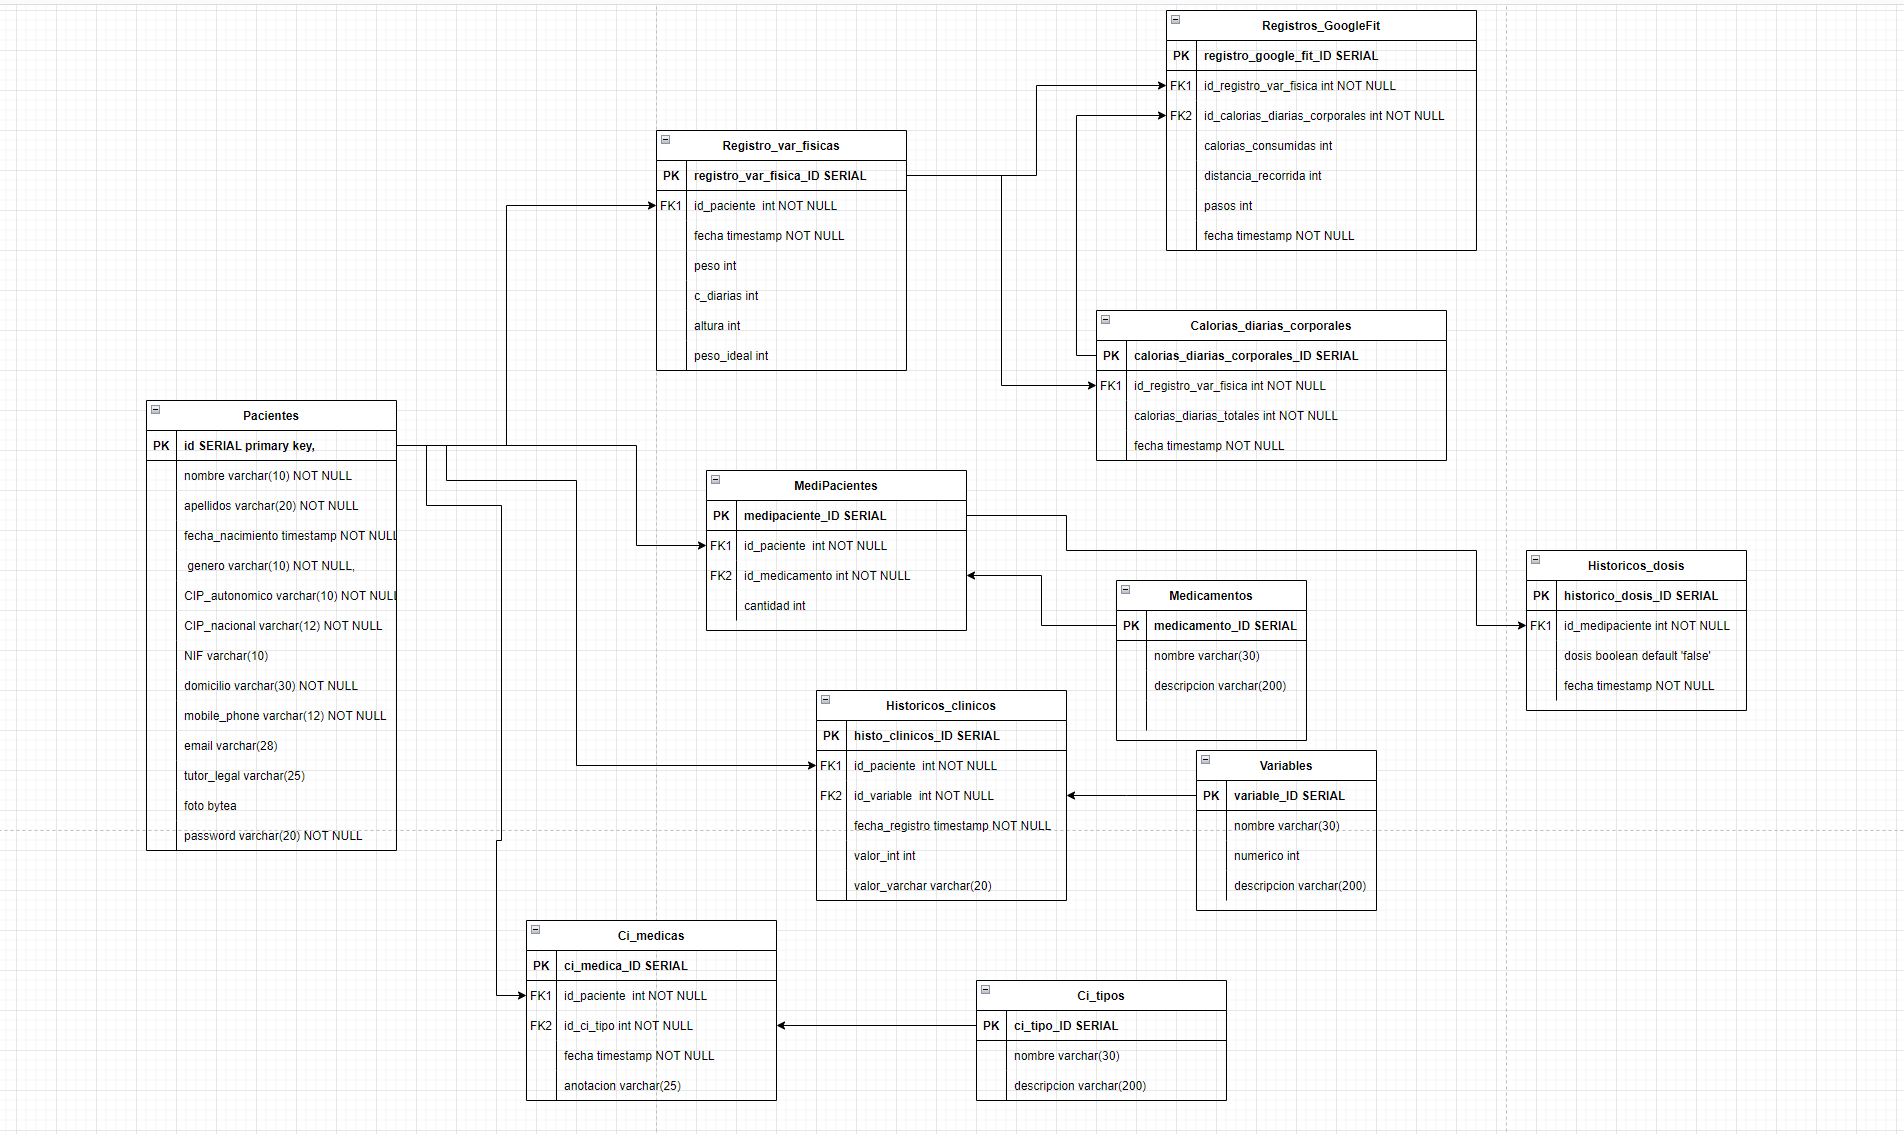 Registros_GoogleFit
PK registro_google_fit_ID SERIAL
FK1 id_registro_var_fisica int NOT NULL
FK2 id_calorias_diarias_corporales int NOT NULL
calorias_consumidas int
distancia_recorrida int
pasos int
fecha timestamp NOT NULL
Registro_var_fisicas
PK registro_var_fisica_ID SERIAL
FK1 id_paciente int NOT NULL
fecha timestamp NOT NULL
peso int
c_diarias int
altura int
peso_ideal int
Calorias_diarias_corporales
PK calorias_diarias_corporales_ID SERIAL
FK1 id_registro_var_fisica int NOT NULL
calorias_diarias_totales int NOT NULL
fecha timestamp NOT NULL
Pacientes
PK id SERIAL primary key,
nombre varchar(10) NOT NULL
apellidos varchar(20) NOT NULL
fecha_nacimiento timestamp NOT NULL
genero varchar(10) NOT NULL,
CIP_autonomico varchar(10) NOT NULL
CIP_nacional varchar(12) NOT NULL
NIF varchar(10)
domicilio varchar(30) NOT NULL
mobile_phone varchar(12) NOT NULL
email varchar(28)
tutor_legal varchar(25)
foto bytea
password varchar(20) NOT NULL
MediPacientes
PK medipaciente_ID SERIAL
FK1 id_paciente int NOT NULL
FK2 id_medicamento int NOT NULL
cantidad int
Medicamentos
PK medicamento_ID SERIAL
nombre varchar(30)
descripcion varchar(200)
Historicos_dosis
PK historico_dosis_ID SERIAL
FK1 id_medipaciente int NOT NULL
dosis boolean default 'false'
fecha timestamp NOT NULL
Historicos_clinicos
PK histo_clinicos_ID SERIAL
FK1 id_paciente int NOT NULL
FK2 id_variable int NOT NULL
fecha_registro timestamp NOT NULL
valor_int int
valor_varchar varchar(20)
Variables
PK variable_ID SERIAL
nombre varchar(30)
numerico int
descripcion varchar(200)
Ci_medicas
PK ci_medica_ID SERIAL
FK1 id_paciente int NOT NULL
FK2 id_ci_tipo int NOT NULL
fecha timestamp NOT NULL
anotacion varchar(25)
Ci_tipos
PK ci_tipo_ID SERIAL
nombre varchar(30)
descripcion varchar(200)